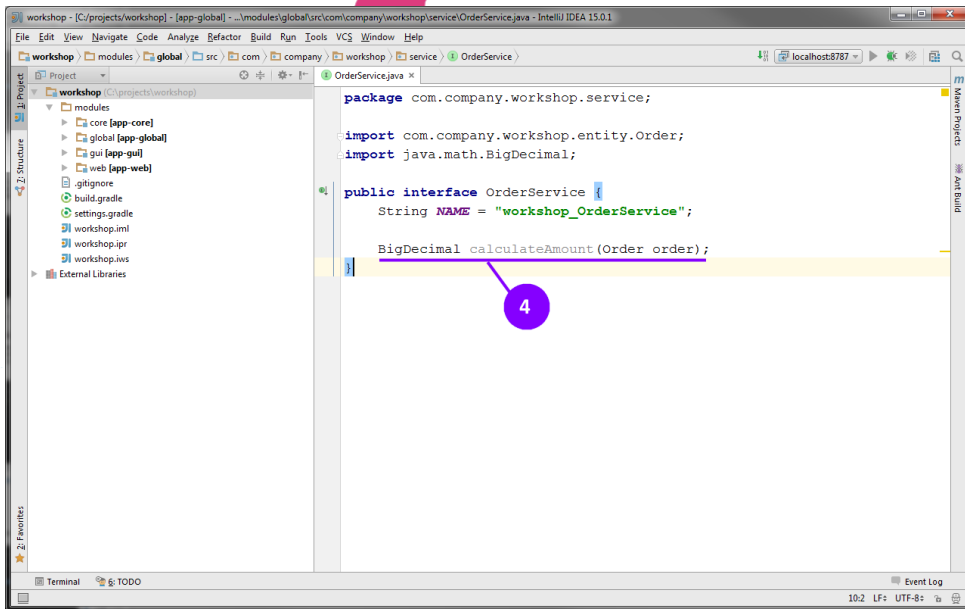 workshop - [C:/projects/workshop] - [app-global] - ...\modules\global\src\com\company\workshop\service\OrderService.java - IntelliJ IDEA 15.0.1
File Edit View Navigate Code Analyze Refactor Build Run Tools VCS Window Help
workshop modules global src com company workshop service OrderService localhost:8787
Project OrderService.java
1: Project
7: Structure
2: Favorites
workshop (C:\projects\workshop)
modules
core [app-core]
global [app-global]
gui [app-gui]
web [app-web]
.gitignore
build.gradle
settings.gradle
workshop.iml
workshop.ipr
workshop.iws
External Libraries
package com.company.workshop.service;
import com.company.workshop.entity.Order;
import java.math.BigDecimal;
public interface OrderService {
String NAME = "workshop_OrderService";
BigDecimal calculateAmount(Order order);
}
4
Maven Projects
Ant Build
Terminal 6: TODO Event Log
10:2 LF UTF-8